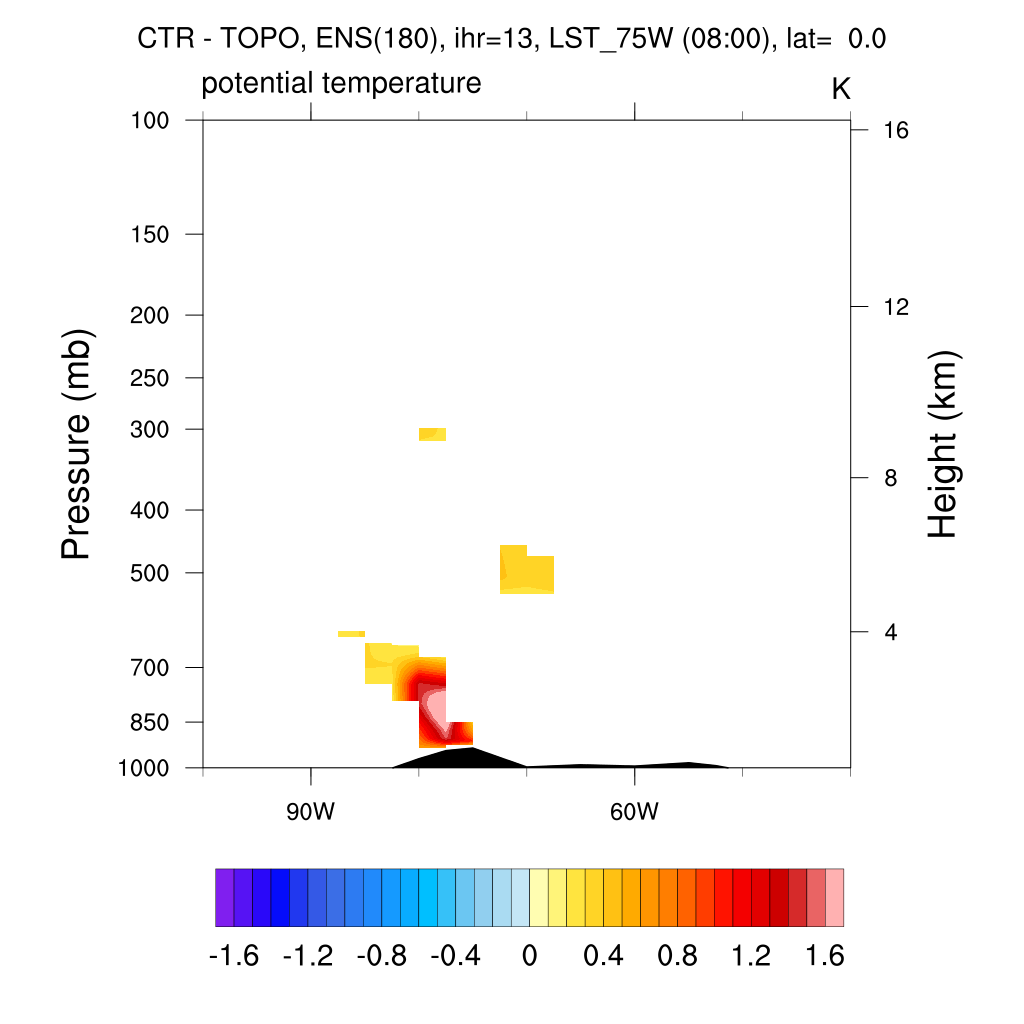 CTR - TOPO, ENS(180), ihr=13, LST_75W (08:00), lat=  0.0
potential temperature K
100
150
200
250
300
400
500
700
850
1000
Pressure (mb)
16
12
8
4
Height (km)
90W 60W
-1.6 -1.2 -0.8 -0.4 0 0.4 0.8 1.2 1.6